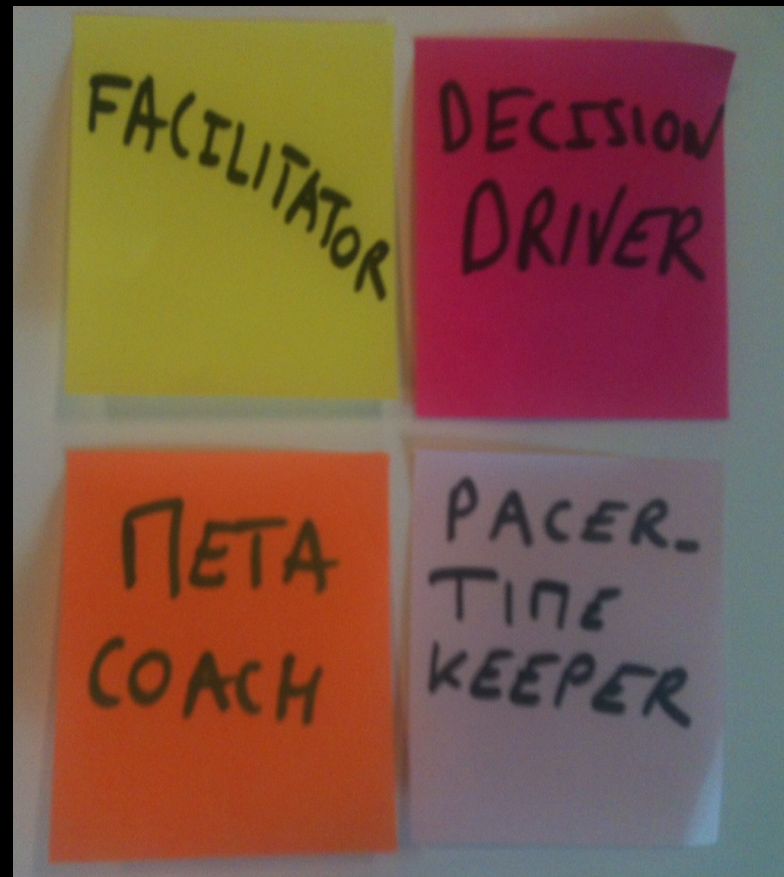 FACILITATOR
DECISION
DRIVER
META
COACH
PACER-
TIME
KEEPER